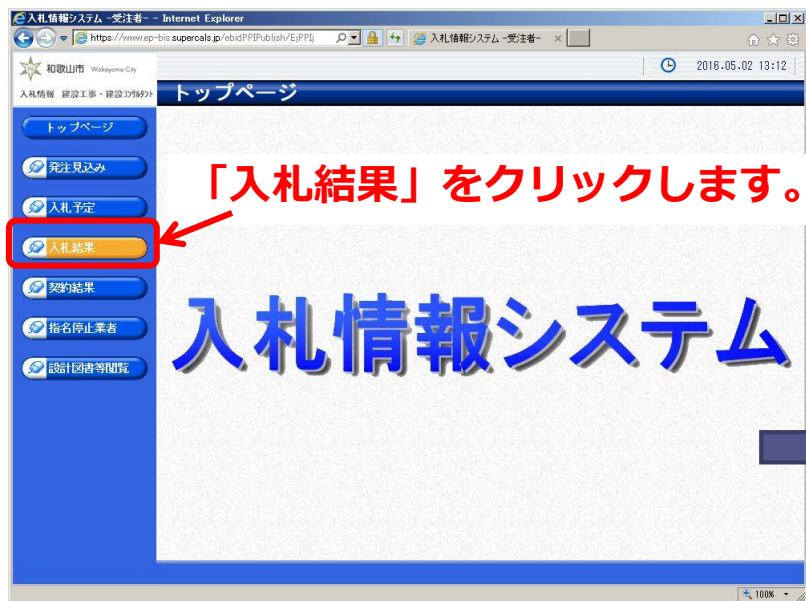 入札情報システム -受注者- - Internet Explorer
https://www.ep-bis.supercals.jp/ebidPPIPublish/EjPPIj
入札情報システム -受注者- ×
和歌山市 Wakayama City
2016.05.02 13:12
入札情報 建設工事・建設コンサルタント
トップページ
トップページ
発注見込み
「入札結果」をクリックします。
入札予定
入札結果
契約結果
指名停止業者
設計図書等閲覧
入札情報システム
100%